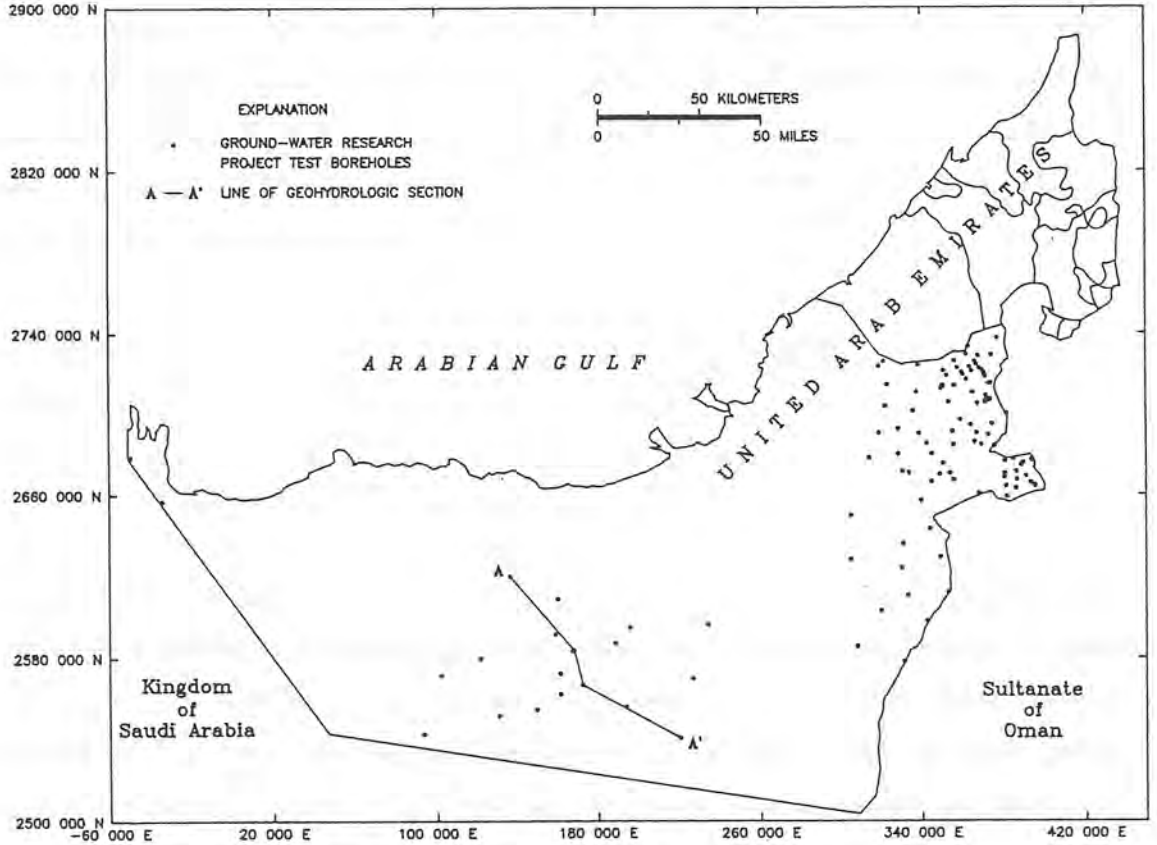 2900 000 N
2820 000 N
2740 000 N
2660 000 N
2580 000 N
2500 000 N
EXPLANATION
GROUND-WATER RESEARCH
PROJECT TEST BOREHOLES
A — A' LINE OF GEOHYDROLOGIC SECTION
0 50 KILOMETERS
0 50 MILES
ARABIAN GULF
UNITED ARAB EMIRATES
A
A'
Kingdom
of
Saudi Arabia
Sultanate
of
Oman
-60 000 E 20 000 E 100 000 E 180 000 E 260 000 E 340 000 E 420 000 E